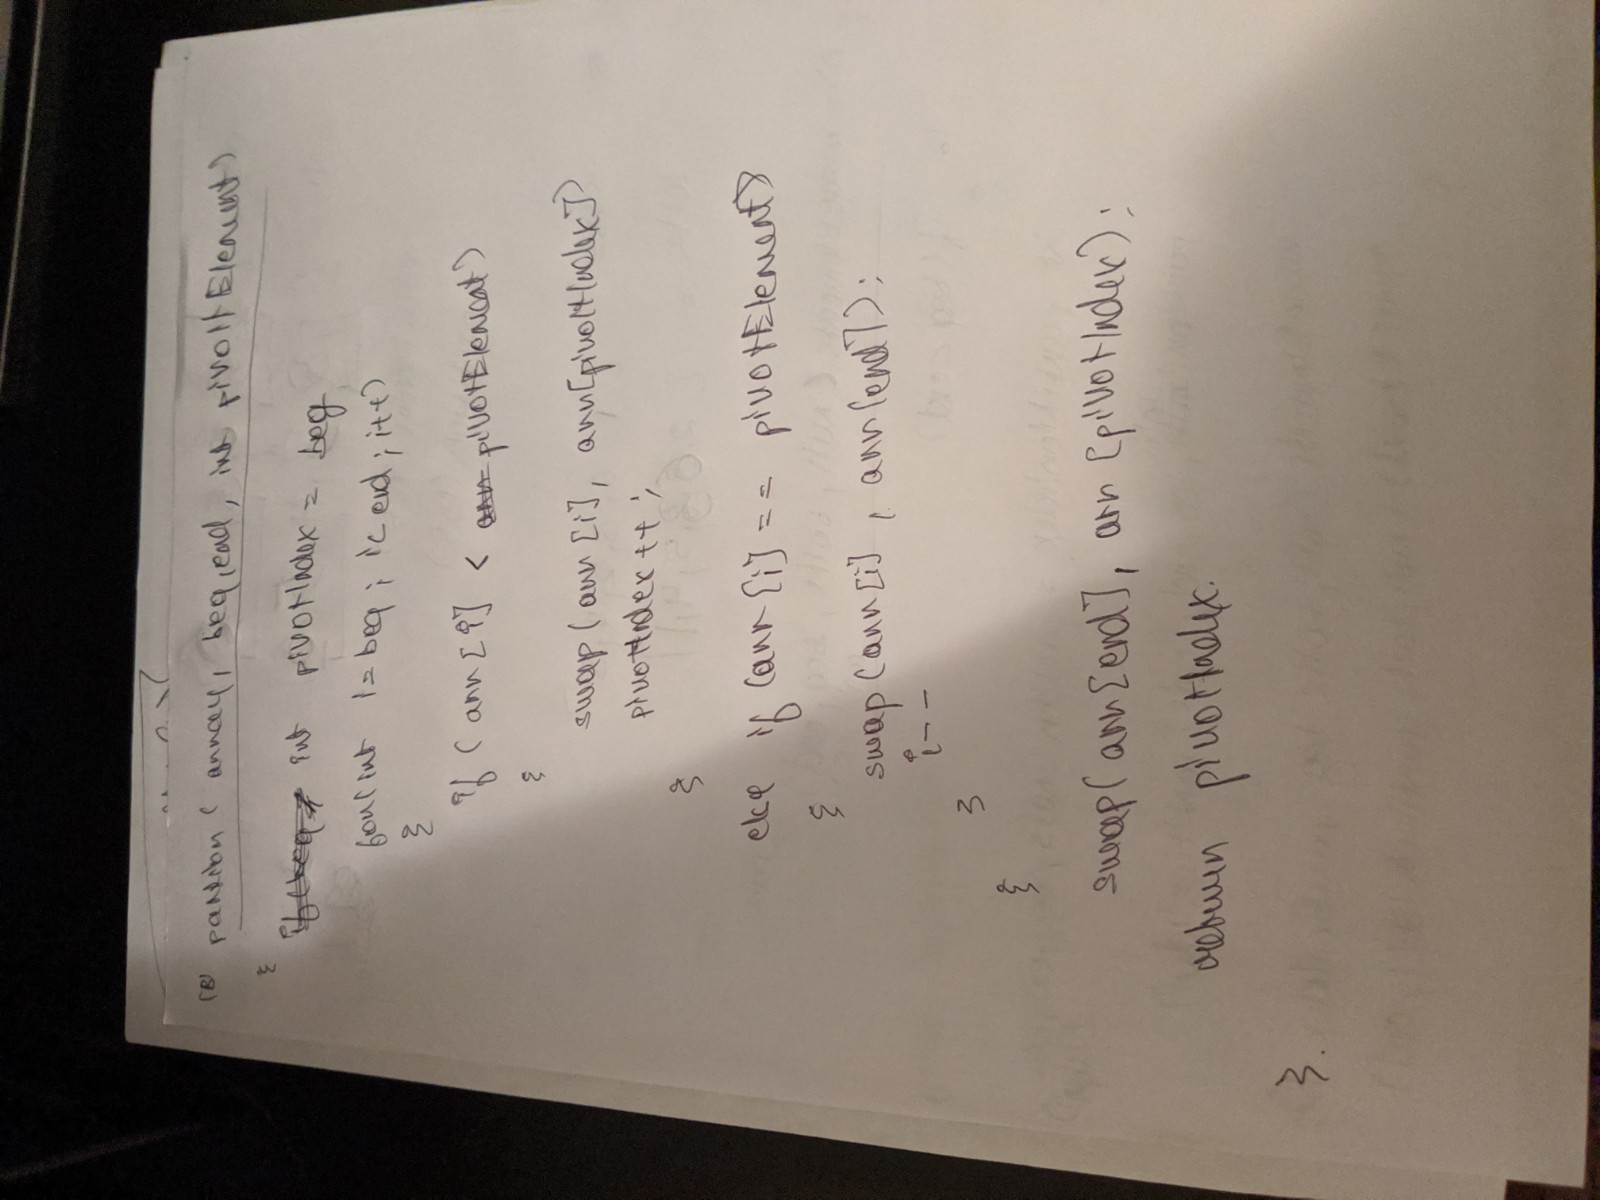 (B) partition ( array, beg, end, int pivotElement)
{ int pivotIndex = beg
for(int i=beg ; i< end ; i++)
{
if ( arr [i] < pivotElement)
{
swap ( arr [i], arr[pivotIndex])
pivotIndex ++ ;
}
else if (arr [i] == pivotElement)
{
swap (arr [i] , arr [end]) ;
i--
}
}
swap( arr [end] , arr [pivotIndex) ;
return pivotIndex.
}.